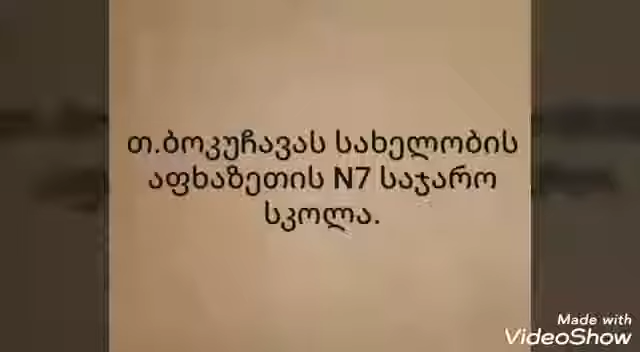 თ.ბოკუჩავას სახელობის
აფხაზეთის N7 საჯარო
სკოლა.
Made with
VideoShow